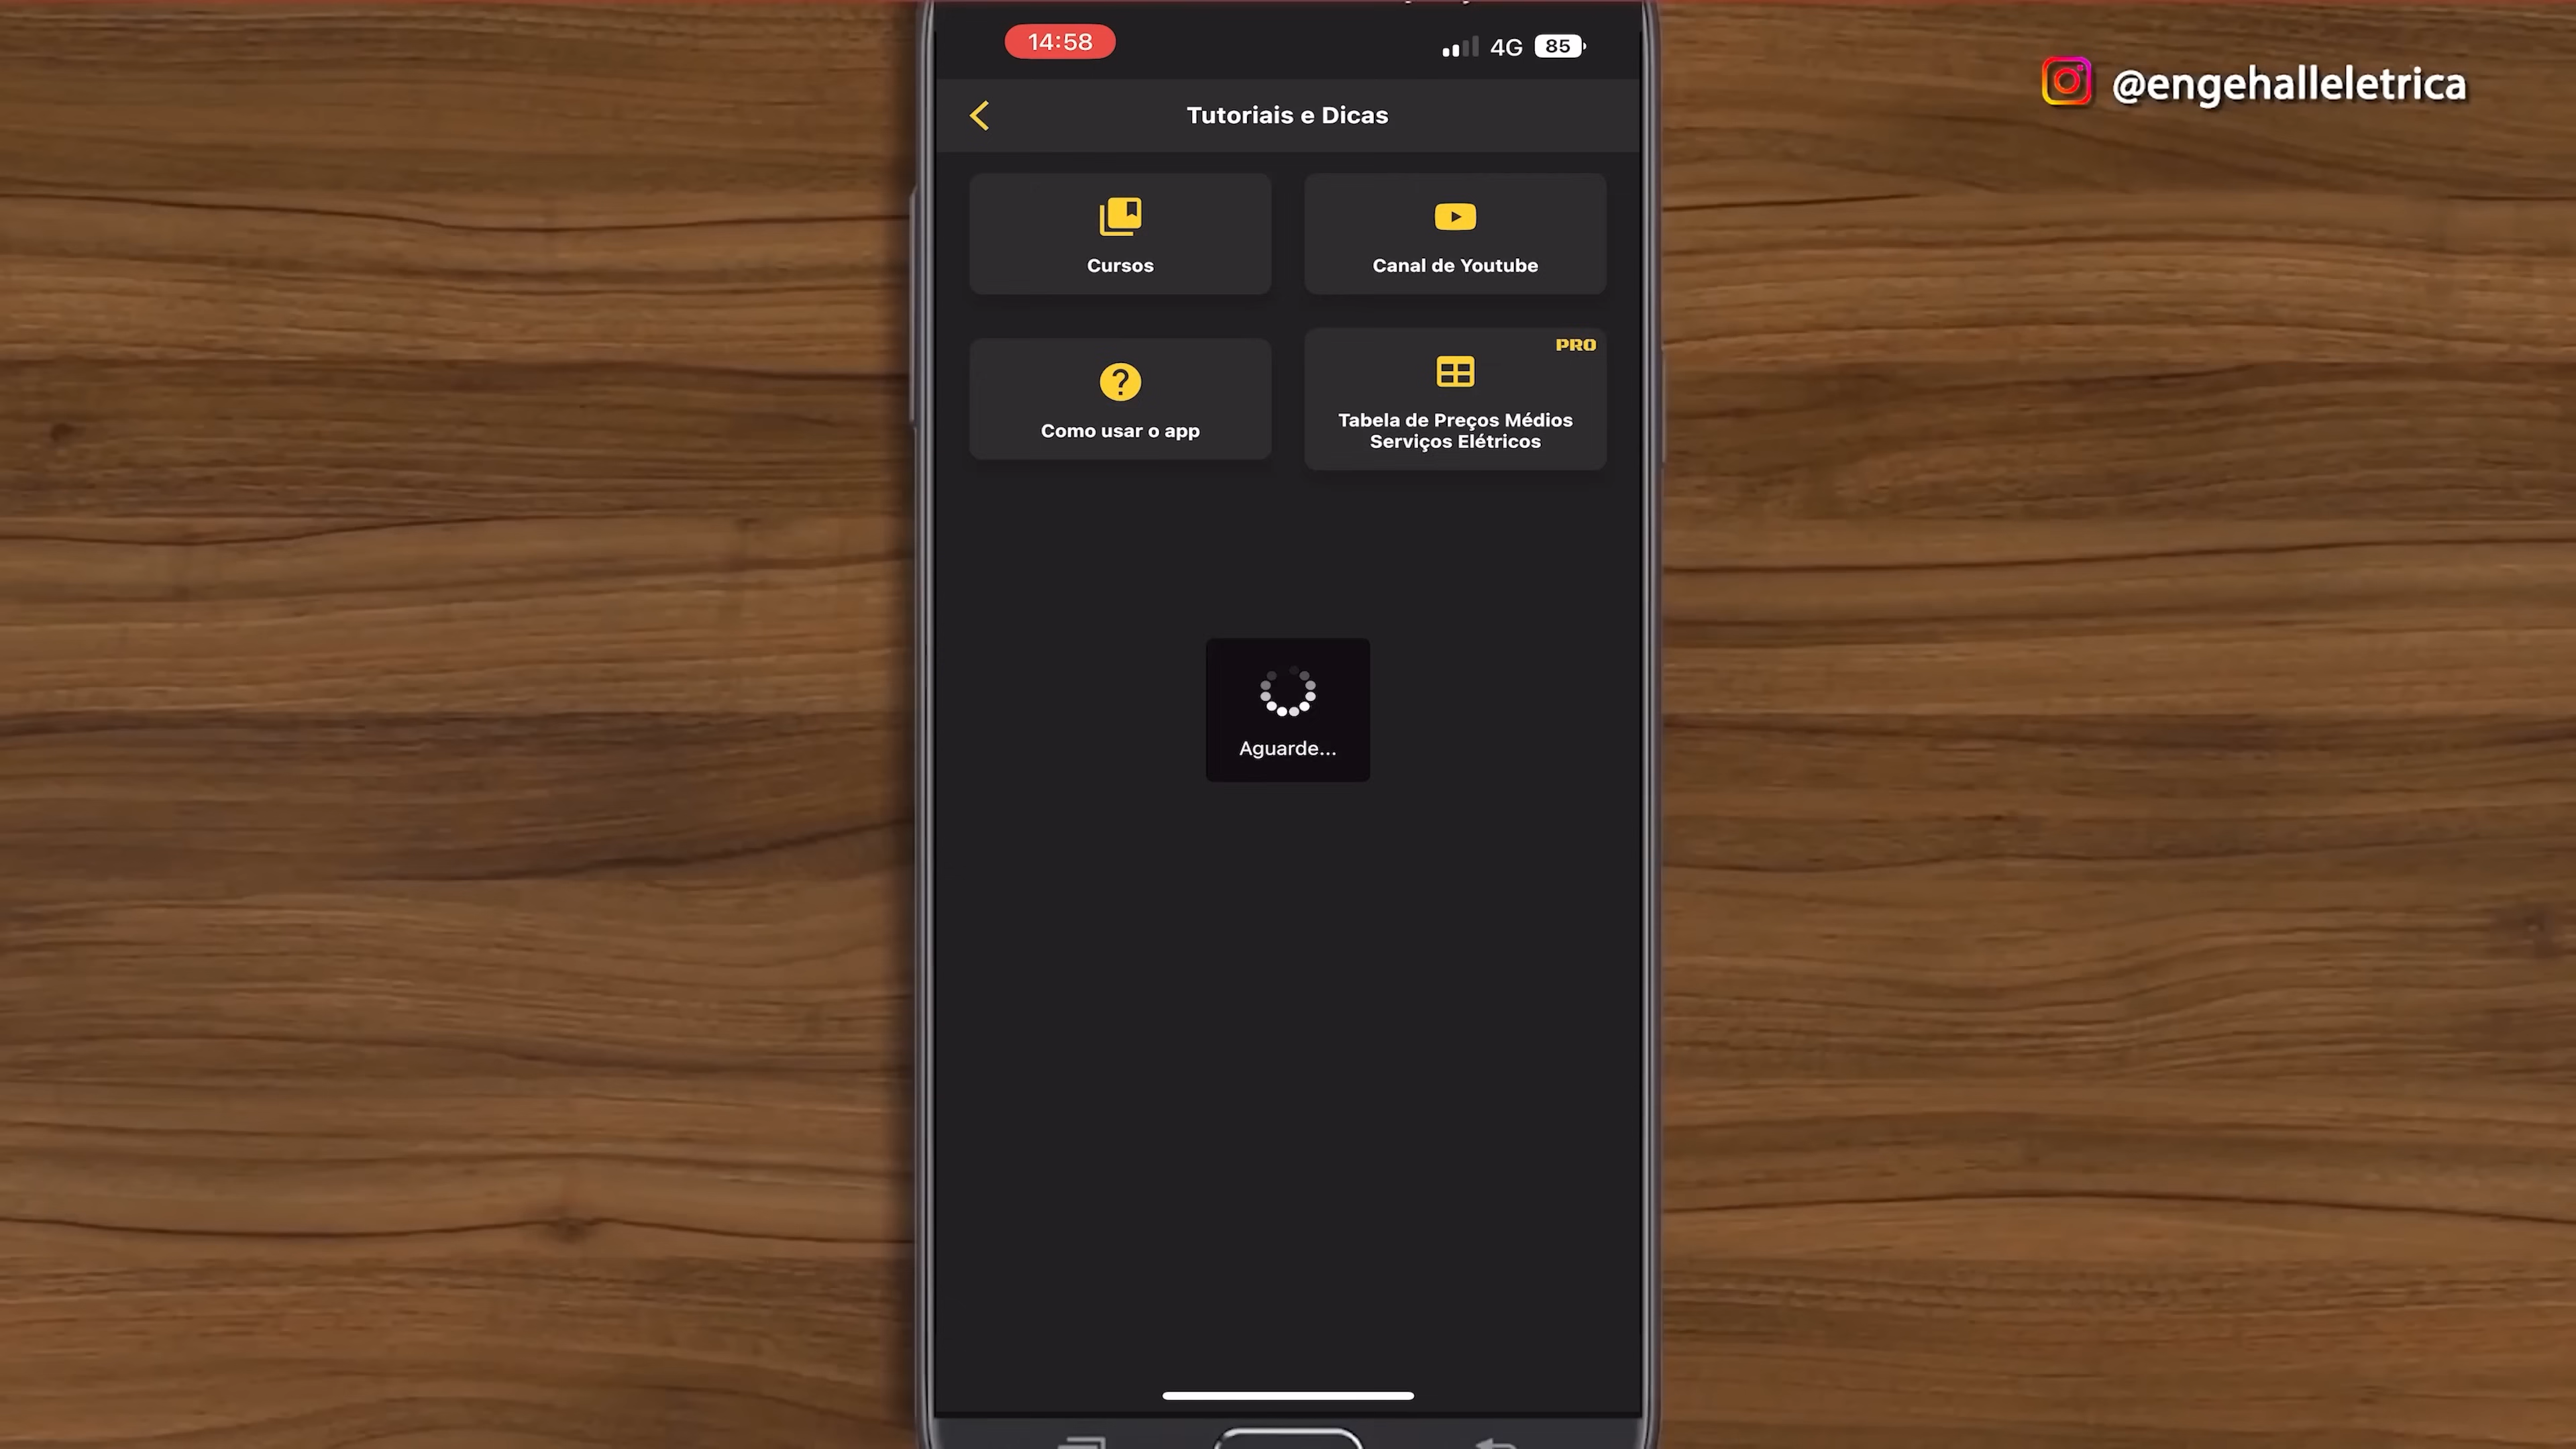 14:58
4G
85
@engehalleletrica
Tutoriais e Dicas
Cursos
Canal de Youtube
Como usar o app
PRO
Tabela de Preços Médios
Serviços Elétricos
Aguarde...